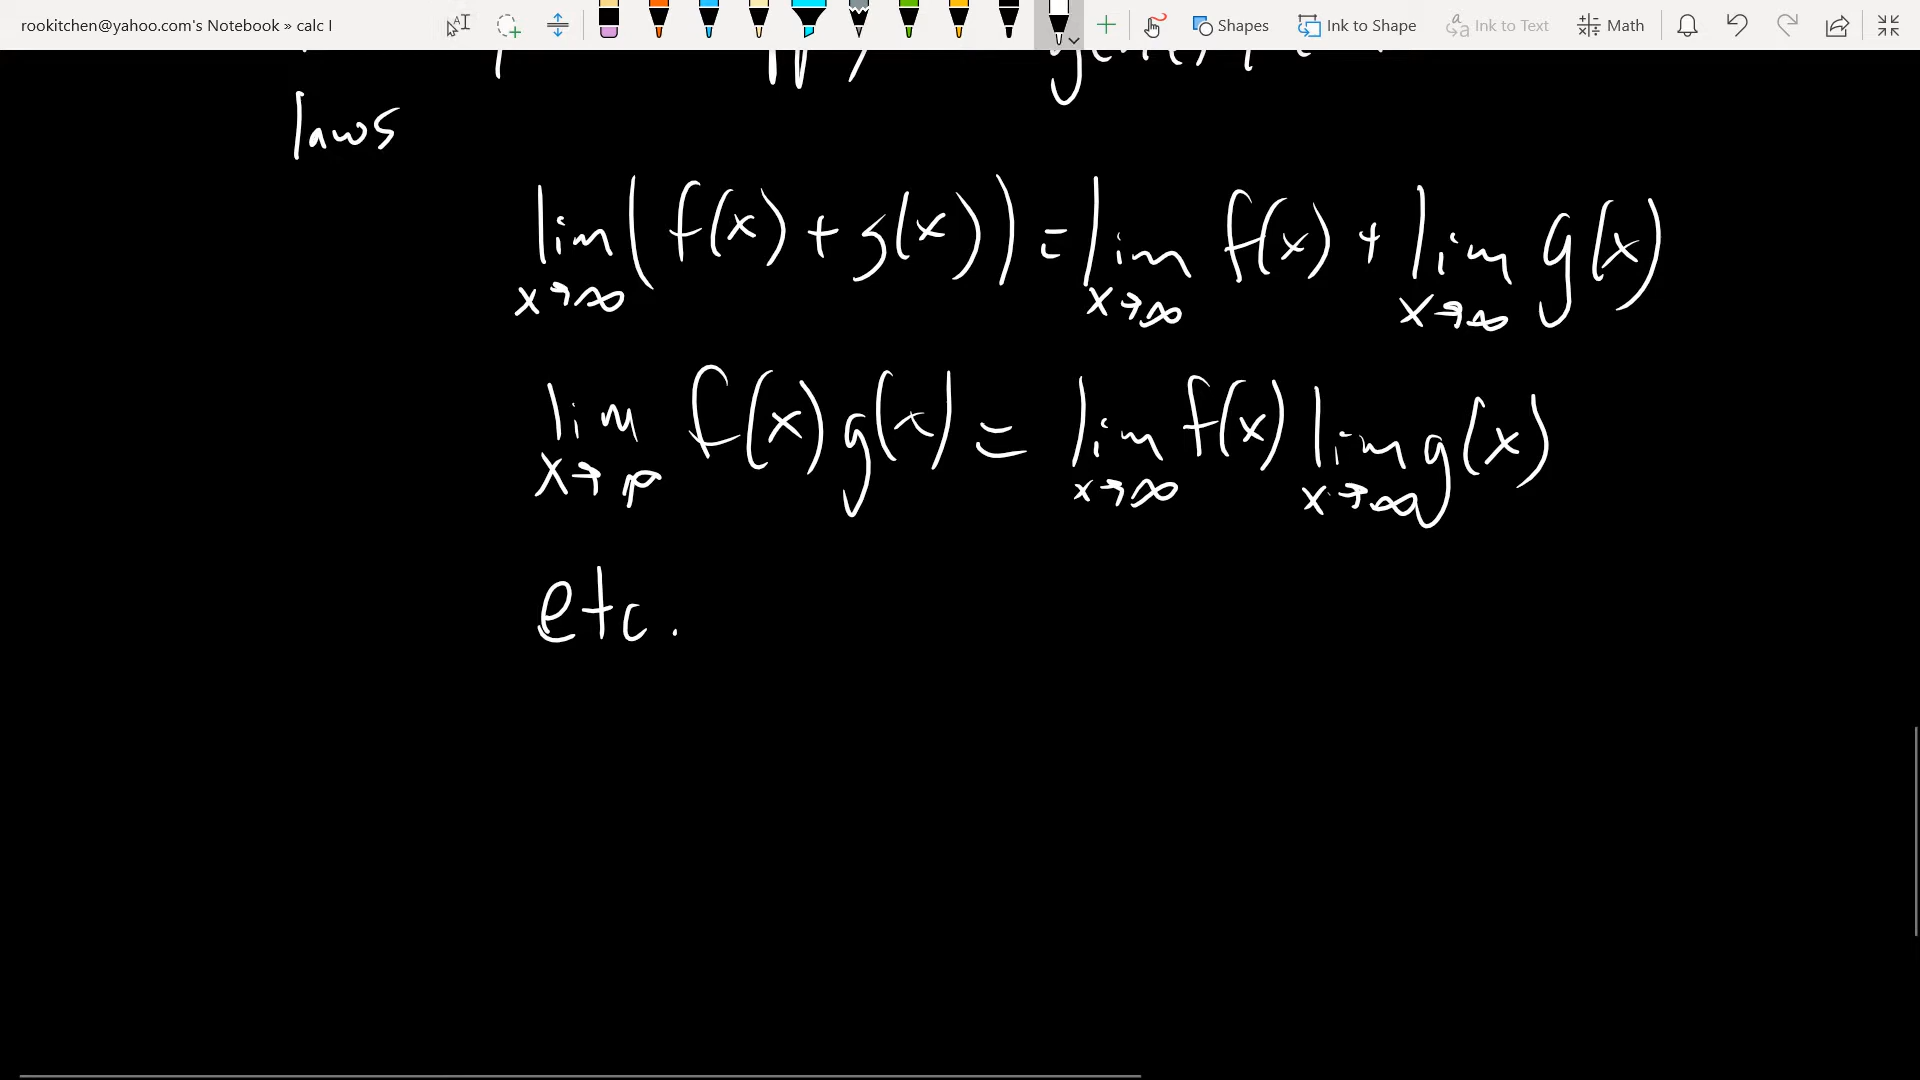 rookitchen@yahoo.com's Notebook » calc I Shapes Ink to Shape Ink to Text Math
laws
lim x→∞ (f(x) + g(x)) = lim x→∞ f(x) + lim x→∞ g(x)
lim x→∞ f(x) g(x) = lim x→∞ f(x) lim x→∞ g(x)
etc.